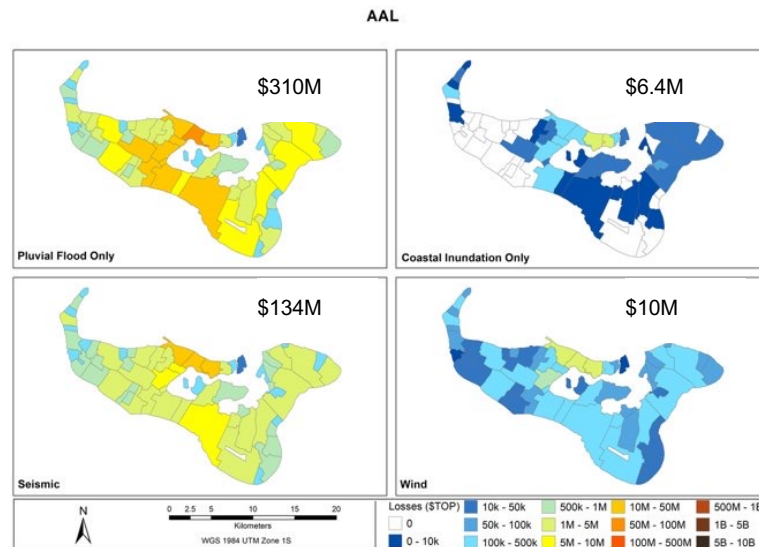 AAL
$310M
Pluvial Flood Only
$6.4M
Coastal Inundation Only
$134M
Seismic
$10M
Wind
N
0 2.5 5 10 15 20
Kilometers
WGS 1984 UTM Zone 1S
Losses ($TOP)
0
0 - 10k
10k - 50k
50k - 100k
100k - 500k
500k - 1M
1M - 5M
5M - 10M
10M - 50M
50M - 100M
100M - 500M
500M - 1B
1B - 5B
5B - 10B